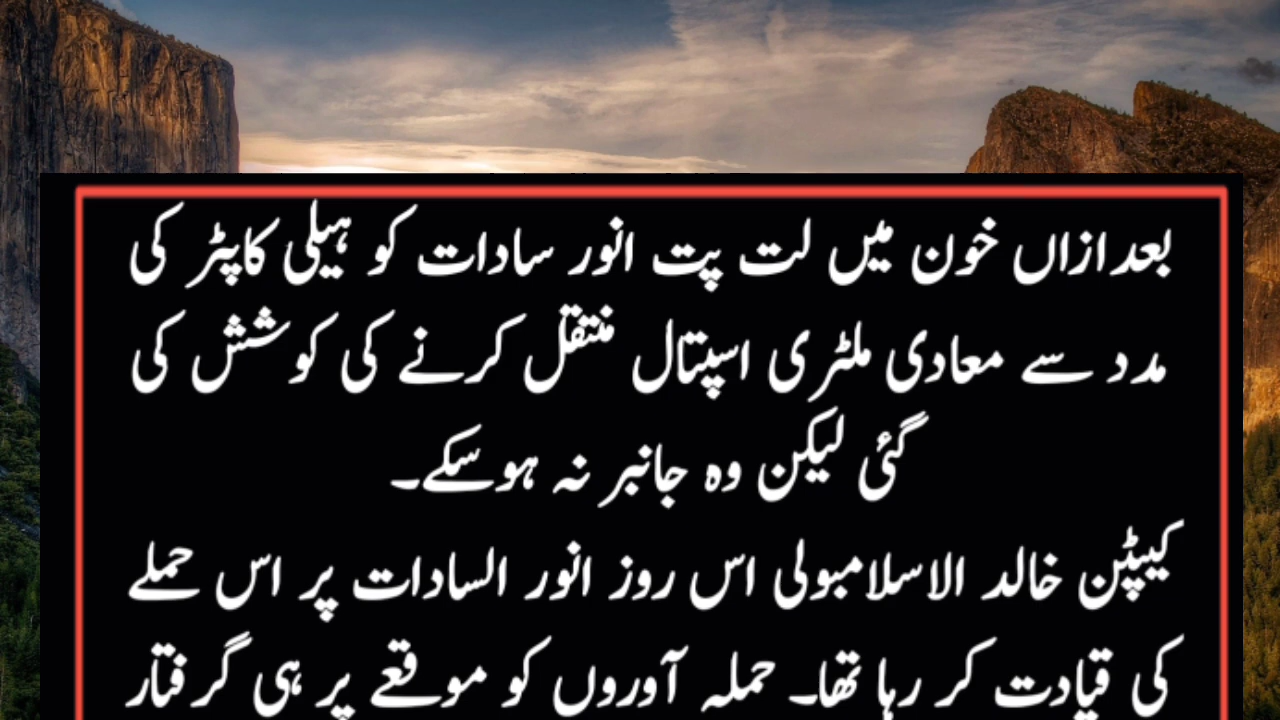 بعدازاں خون میں لت پت انور سادات کو ہیلی کاپٹر کی
مدد سے معادی ملٹری اسپتال منتقل کرنے کی کوشش کی
گئی لیکن وہ جانبر نہ ہوسکے۔
کیپٹن خالد الاسلامبولی اس روز انور السادات پر اس حملے
کی قیادت کر رہا تھا۔ حملہ آوروں کو موقعے پر ہی گرفتار